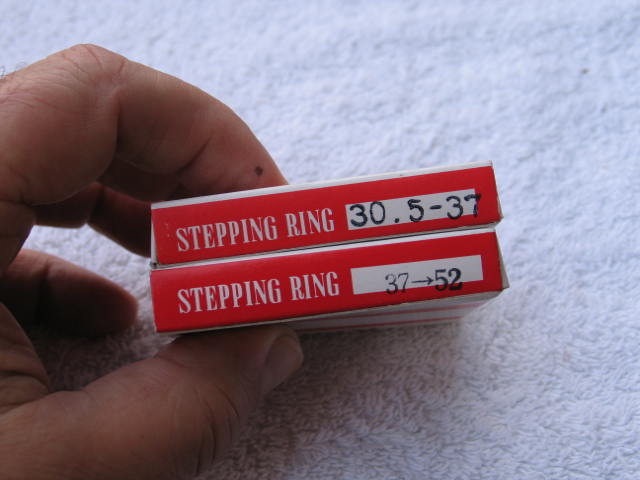 STEPPING RING 30.5-37
STEPPING RING 37→52